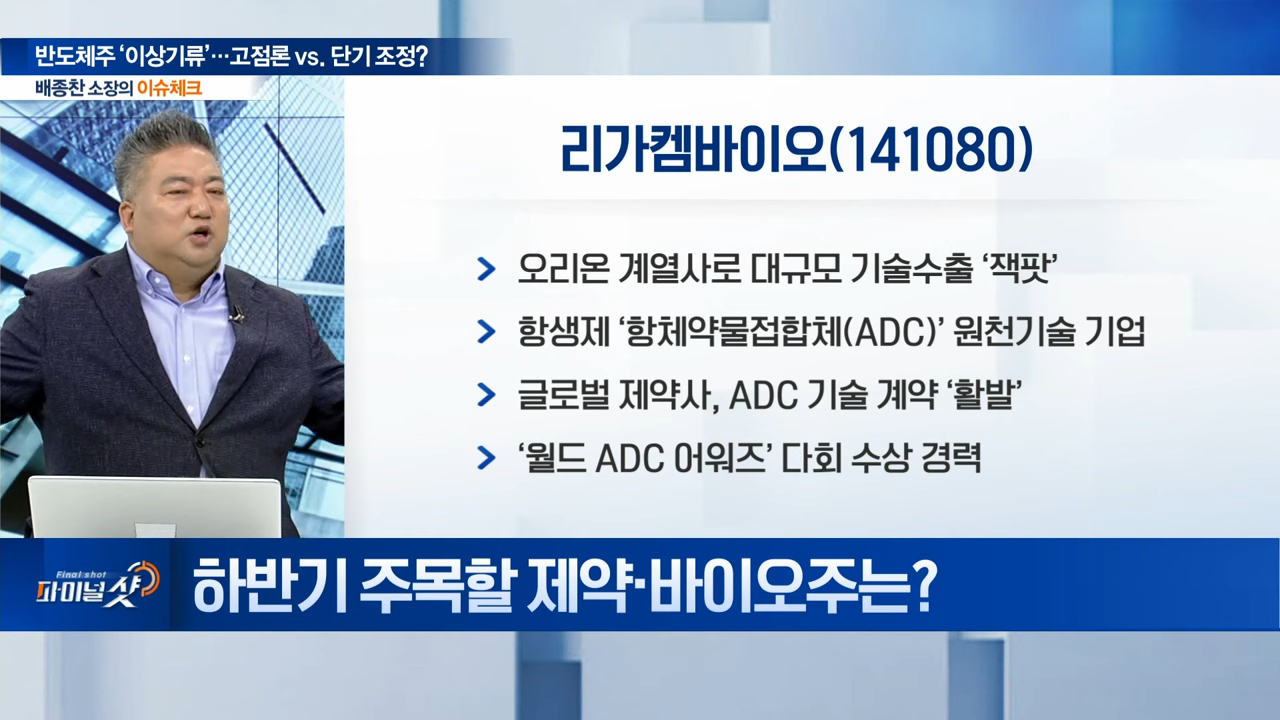 반도체주 ‘이상기류’…고점론 vs. 단기 조정?
배종찬 소장의 이슈체크
리가켐바이오(141080)
> 오리온 계열사로 대규모 기술수출 ‘잭팟’
> 항생제 ‘항체약물접합체(ADC)’ 원천기술 기업
> 글로벌 제약사, ADC 기술 계약 ‘활발’
> ‘월드 ADC 어워즈’ 다회 수상 경력
Final shot
파이널샷
하반기 주목할 제약·바이오주는?